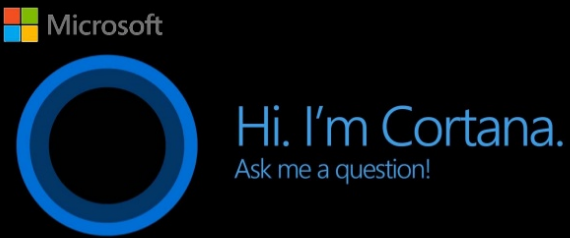 Microsoft
Hi. I'm Cortana.
Ask me a question!